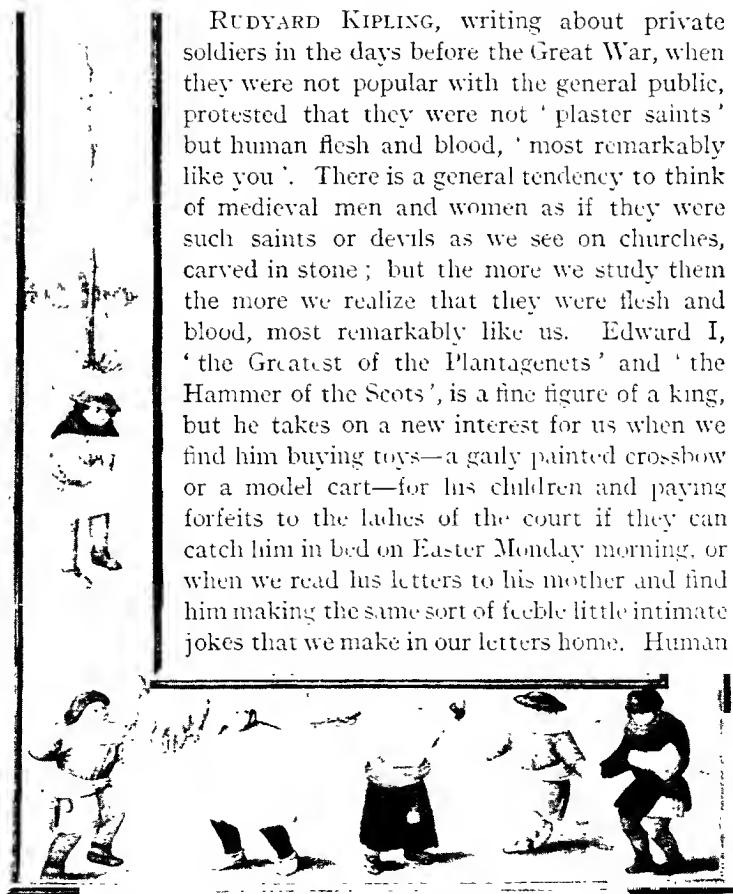 RUDYARD KIPLING, writing about private
soldiers in the days before the Great War, when
they were not popular with the general public,
protested that they were not ‘ plaster saints ’
but human flesh and blood, ‘ most remarkably
like you ’. There is a general tendency to think
of medieval men and women as if they were
such saints or devils as we see on churches,
carved in stone ; but the more we study them
the more we realize that they were flesh and
blood, most remarkably like us. Edward I,
‘ the Greatest of the Plantagenets ’ and ‘ the
Hammer of the Scots ’, is a fine figure of a king,
but he takes on a new interest for us when we
find him buying toys—a gaily painted crossbow
or a model cart—for his children and paying
forfeits to the ladies of the court if they can
catch him in bed on Easter Monday morning, or
when we read his letters to his mother and find
him making the same sort of feeble little intimate
jokes that we make in our letters home. Human